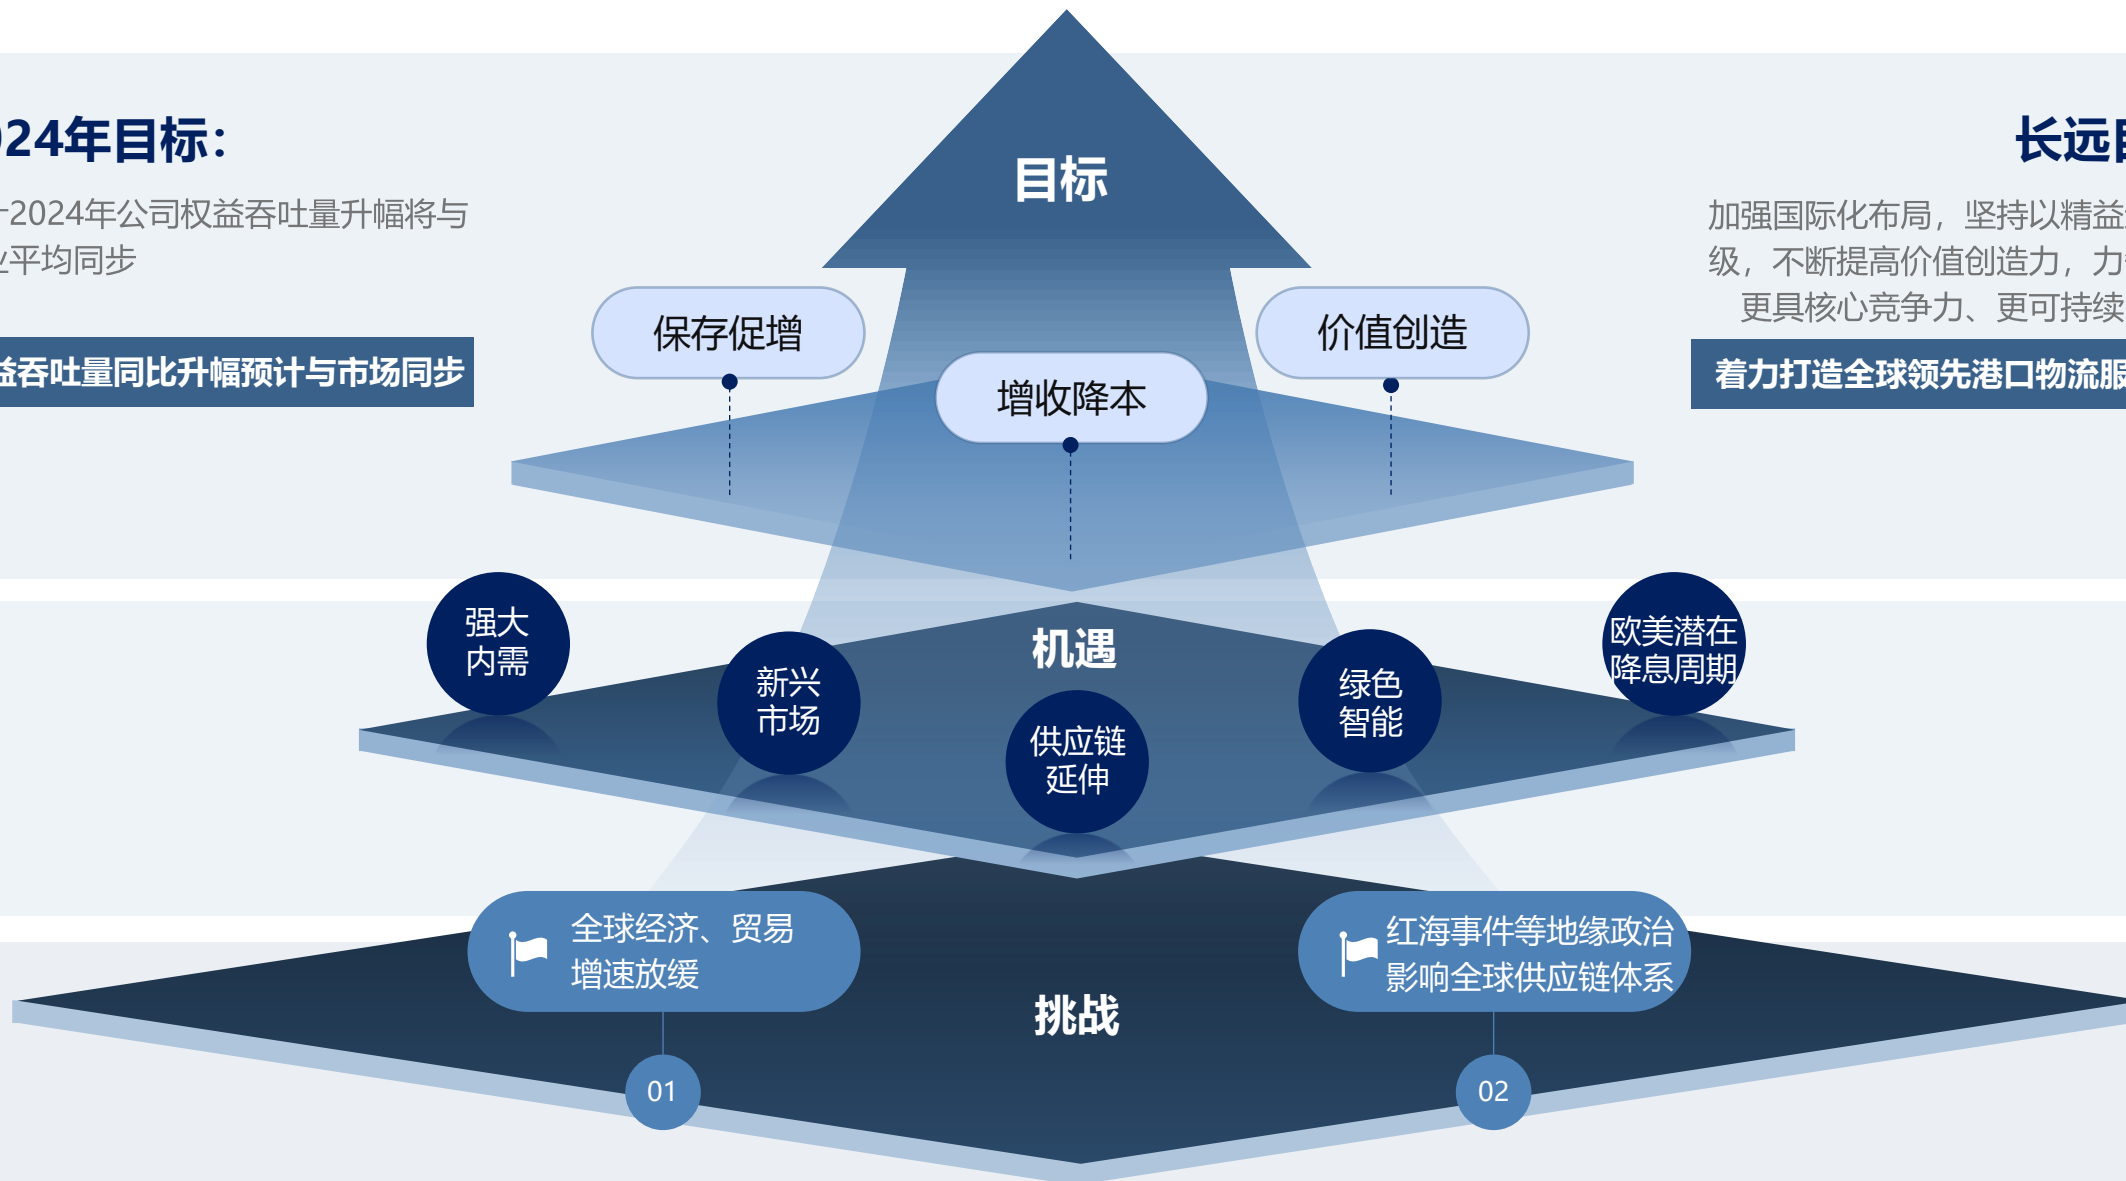 目标
024年目标：
2024年公司权益吞吐量升幅将与
业平均同步
益吞吐量同比升幅预计与市场同步
长远目
加强国际化布局，坚持以精益
级，不断提高价值创造力，力
更具核心竞争力、更可持续
着力打造全球领先港口物流服
保存促增
增收降本
价值创造
机遇
强大
内需
新兴
市场
供应链
延伸
绿色
智能
欧美潜在
降息周期
挑战
全球经济、贸易
增速放缓
01
红海事件等地缘政治
影响全球供应链体系
02